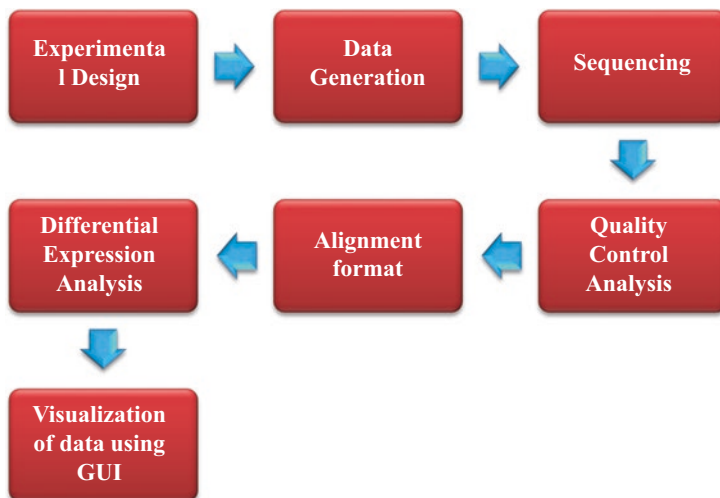 Experimenta
l Design
Data
Generation
Sequencing
Quality
Control
Analysis
Alignment
format
Differential
Expression
Analysis
Visualization
of data using
GUI